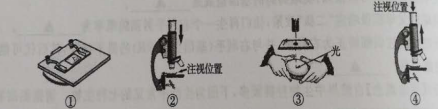 注视位置
注视位置
光
① ② ③ ④